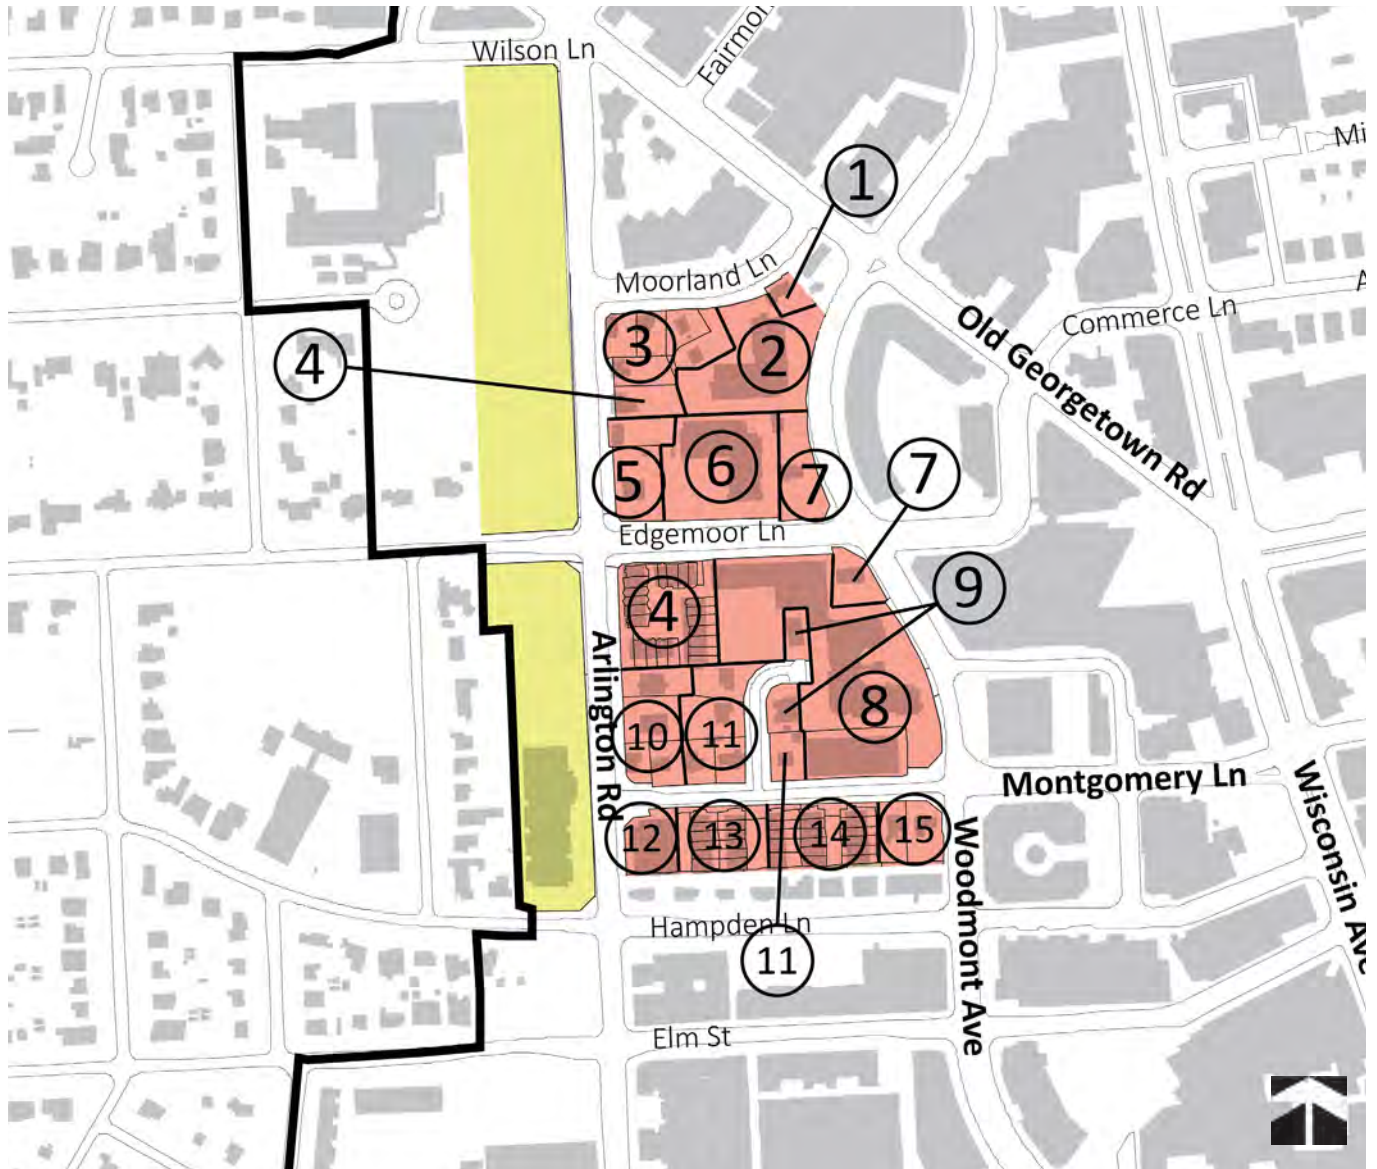 Wilson Ln
Fairmon
Mi
1
Moorland Ln
A
Commerce Ln
Old Georgetown Rd
3
2
4
5
6
7
7
Edgemoor Ln
9
4
Arlington Rd
8
10
11
Montgomery Ln
Wisconsin Ave
12
13
14
15
Woodmont Ave
Hampden Ln
11
Elm St